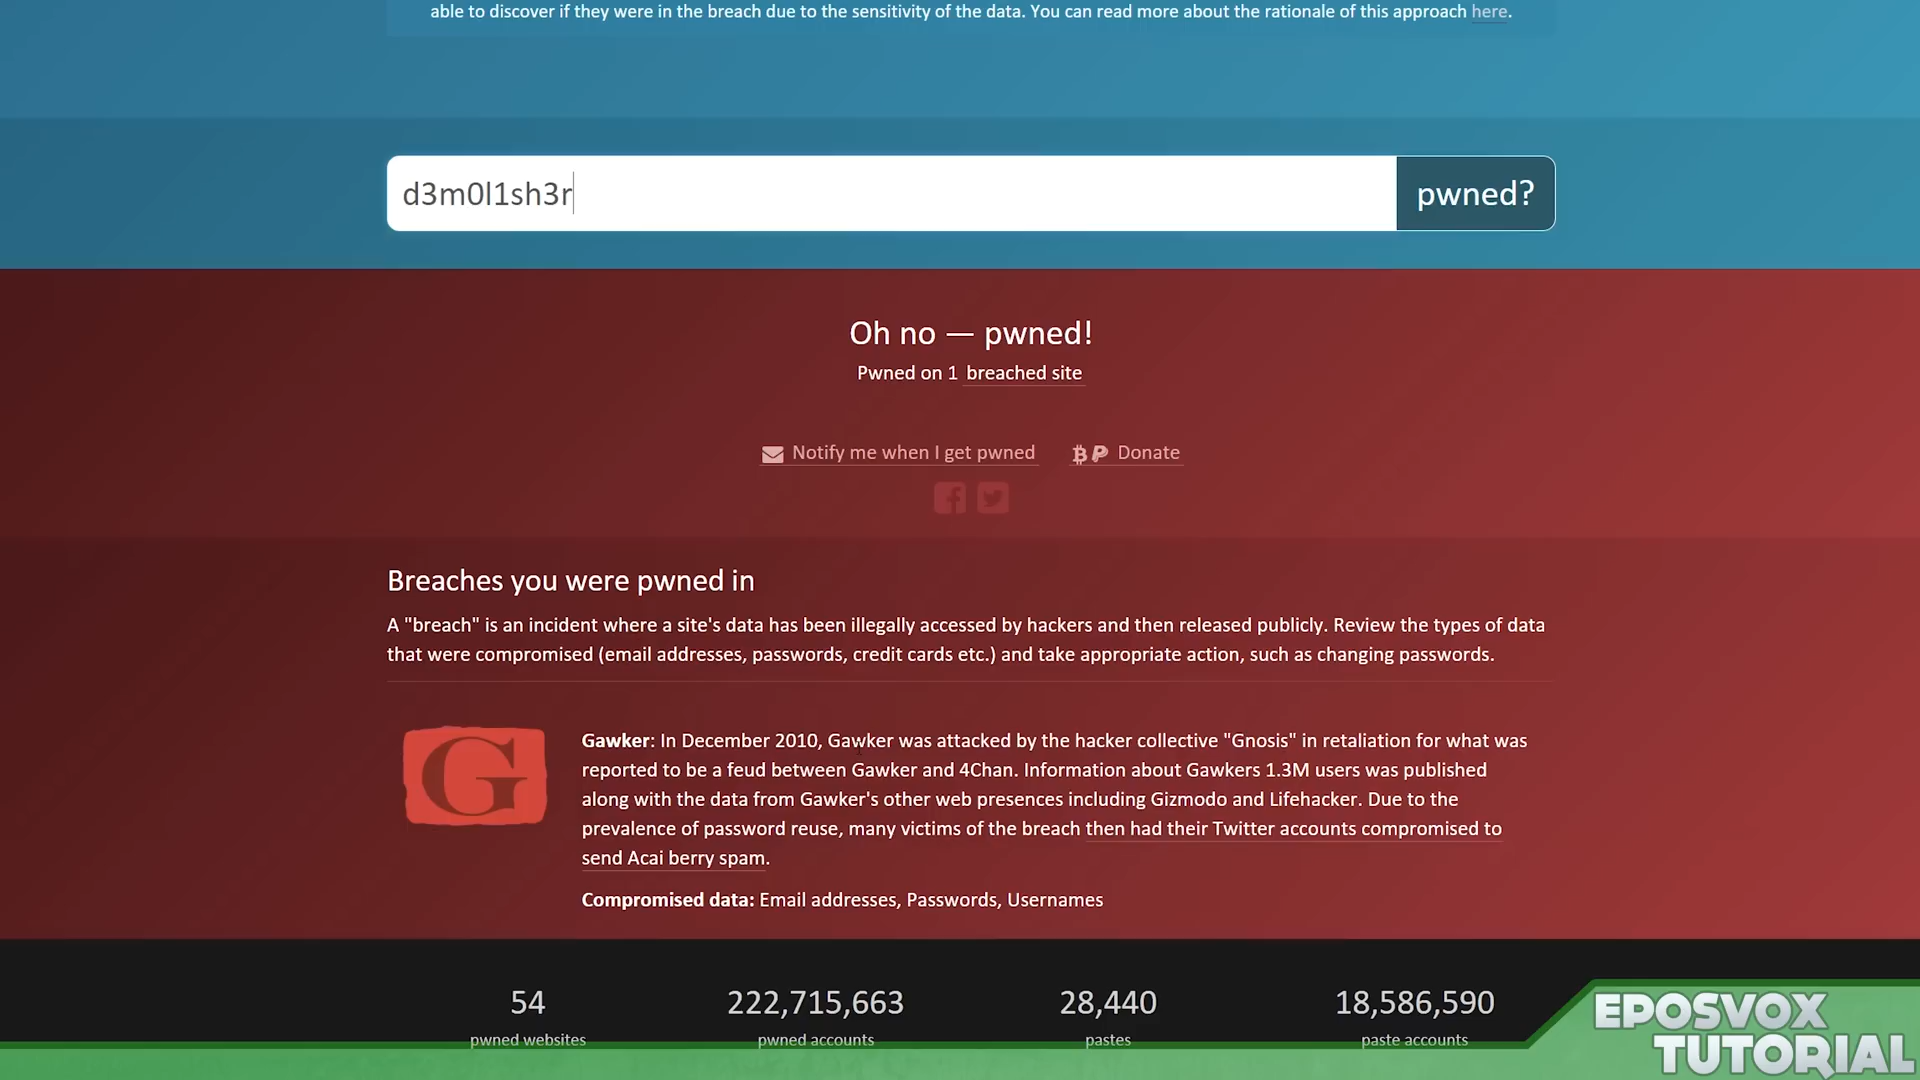 able to discover if they were in the breach due to the sensitivity of the data. You can read more about the rationale of this approach here.
d3m0l1sh3r
pwned?
Oh no — pwned!
Pwned on 1 breached site
Notify me when I get pwned
Donate
Breaches you were pwned in
A "breach" is an incident where a site's data has been illegally accessed by hackers and then released publicly. Review the types of data
that were compromised (email addresses, passwords, credit cards etc.) and take appropriate action, such as changing passwords.
G
Gawker: In December 2010, Gawker was attacked by the hacker collective "Gnosis" in retaliation for what was
reported to be a feud between Gawker and 4Chan. Information about Gawkers 1.3M users was published
along with the data from Gawker's other web presences including Gizmodo and Lifehacker. Due to the
prevalence of password reuse, many victims of the breach then had their Twitter accounts compromised to
send Acai berry spam.
Compromised data: Email addresses, Passwords, Usernames
54
pwned websites
222,715,663
pwned accounts
28,440
pastes
18,586,590
paste accounts
EPOSVOX
TUTORIAL